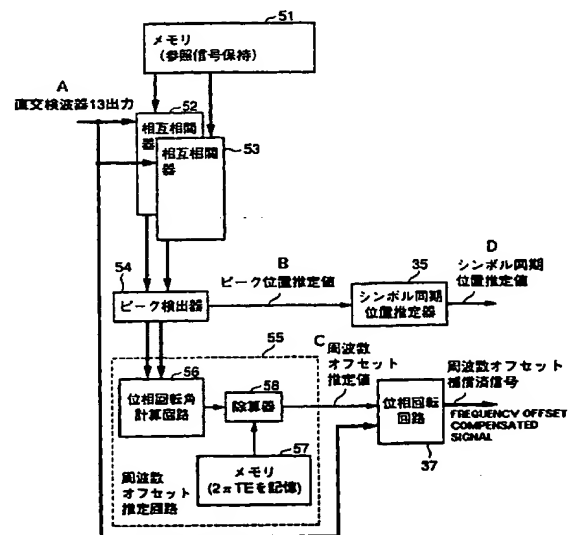 51
メモリ
(参照信号保持)
A
直交検波器13出力
52
相互相関
器
53
相互相関
器
54
ピーク検出器
B
ピーク位置推定値
35
シンボル同期
位置推定器
D
シンボル同期
位置推定値
55
56
位相回転角
計算回路
58
除算器
57
メモリ
(2πTEを記憶)
周波数
オフセット
推定回路
C
周波数
オフセット
推定値
位相回転
回路
37
周波数オフセット
補償済信号
FREQUENCY OFFSET
COMPENSATED
SIGNAL